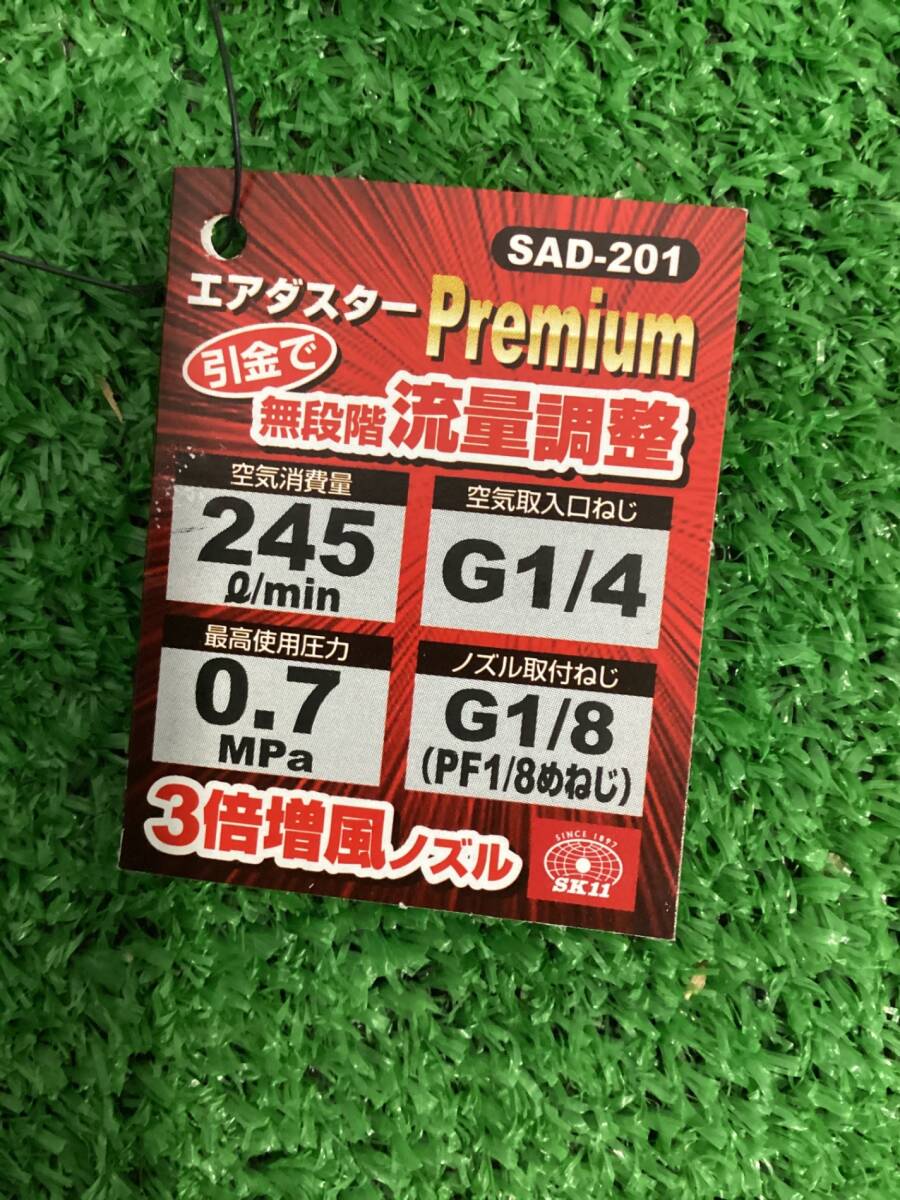 SAD-201
エアダスター Premium
引金で
無段階流量調整
空気消費量
245
ℓ/min
空気取入口ねじ
G1/4
最高使用圧力
0.7
MPa
ノズル取付ねじ
G1/8
(PF1/8めねじ)
3倍増風ノズル
SINCE 1897
SK11